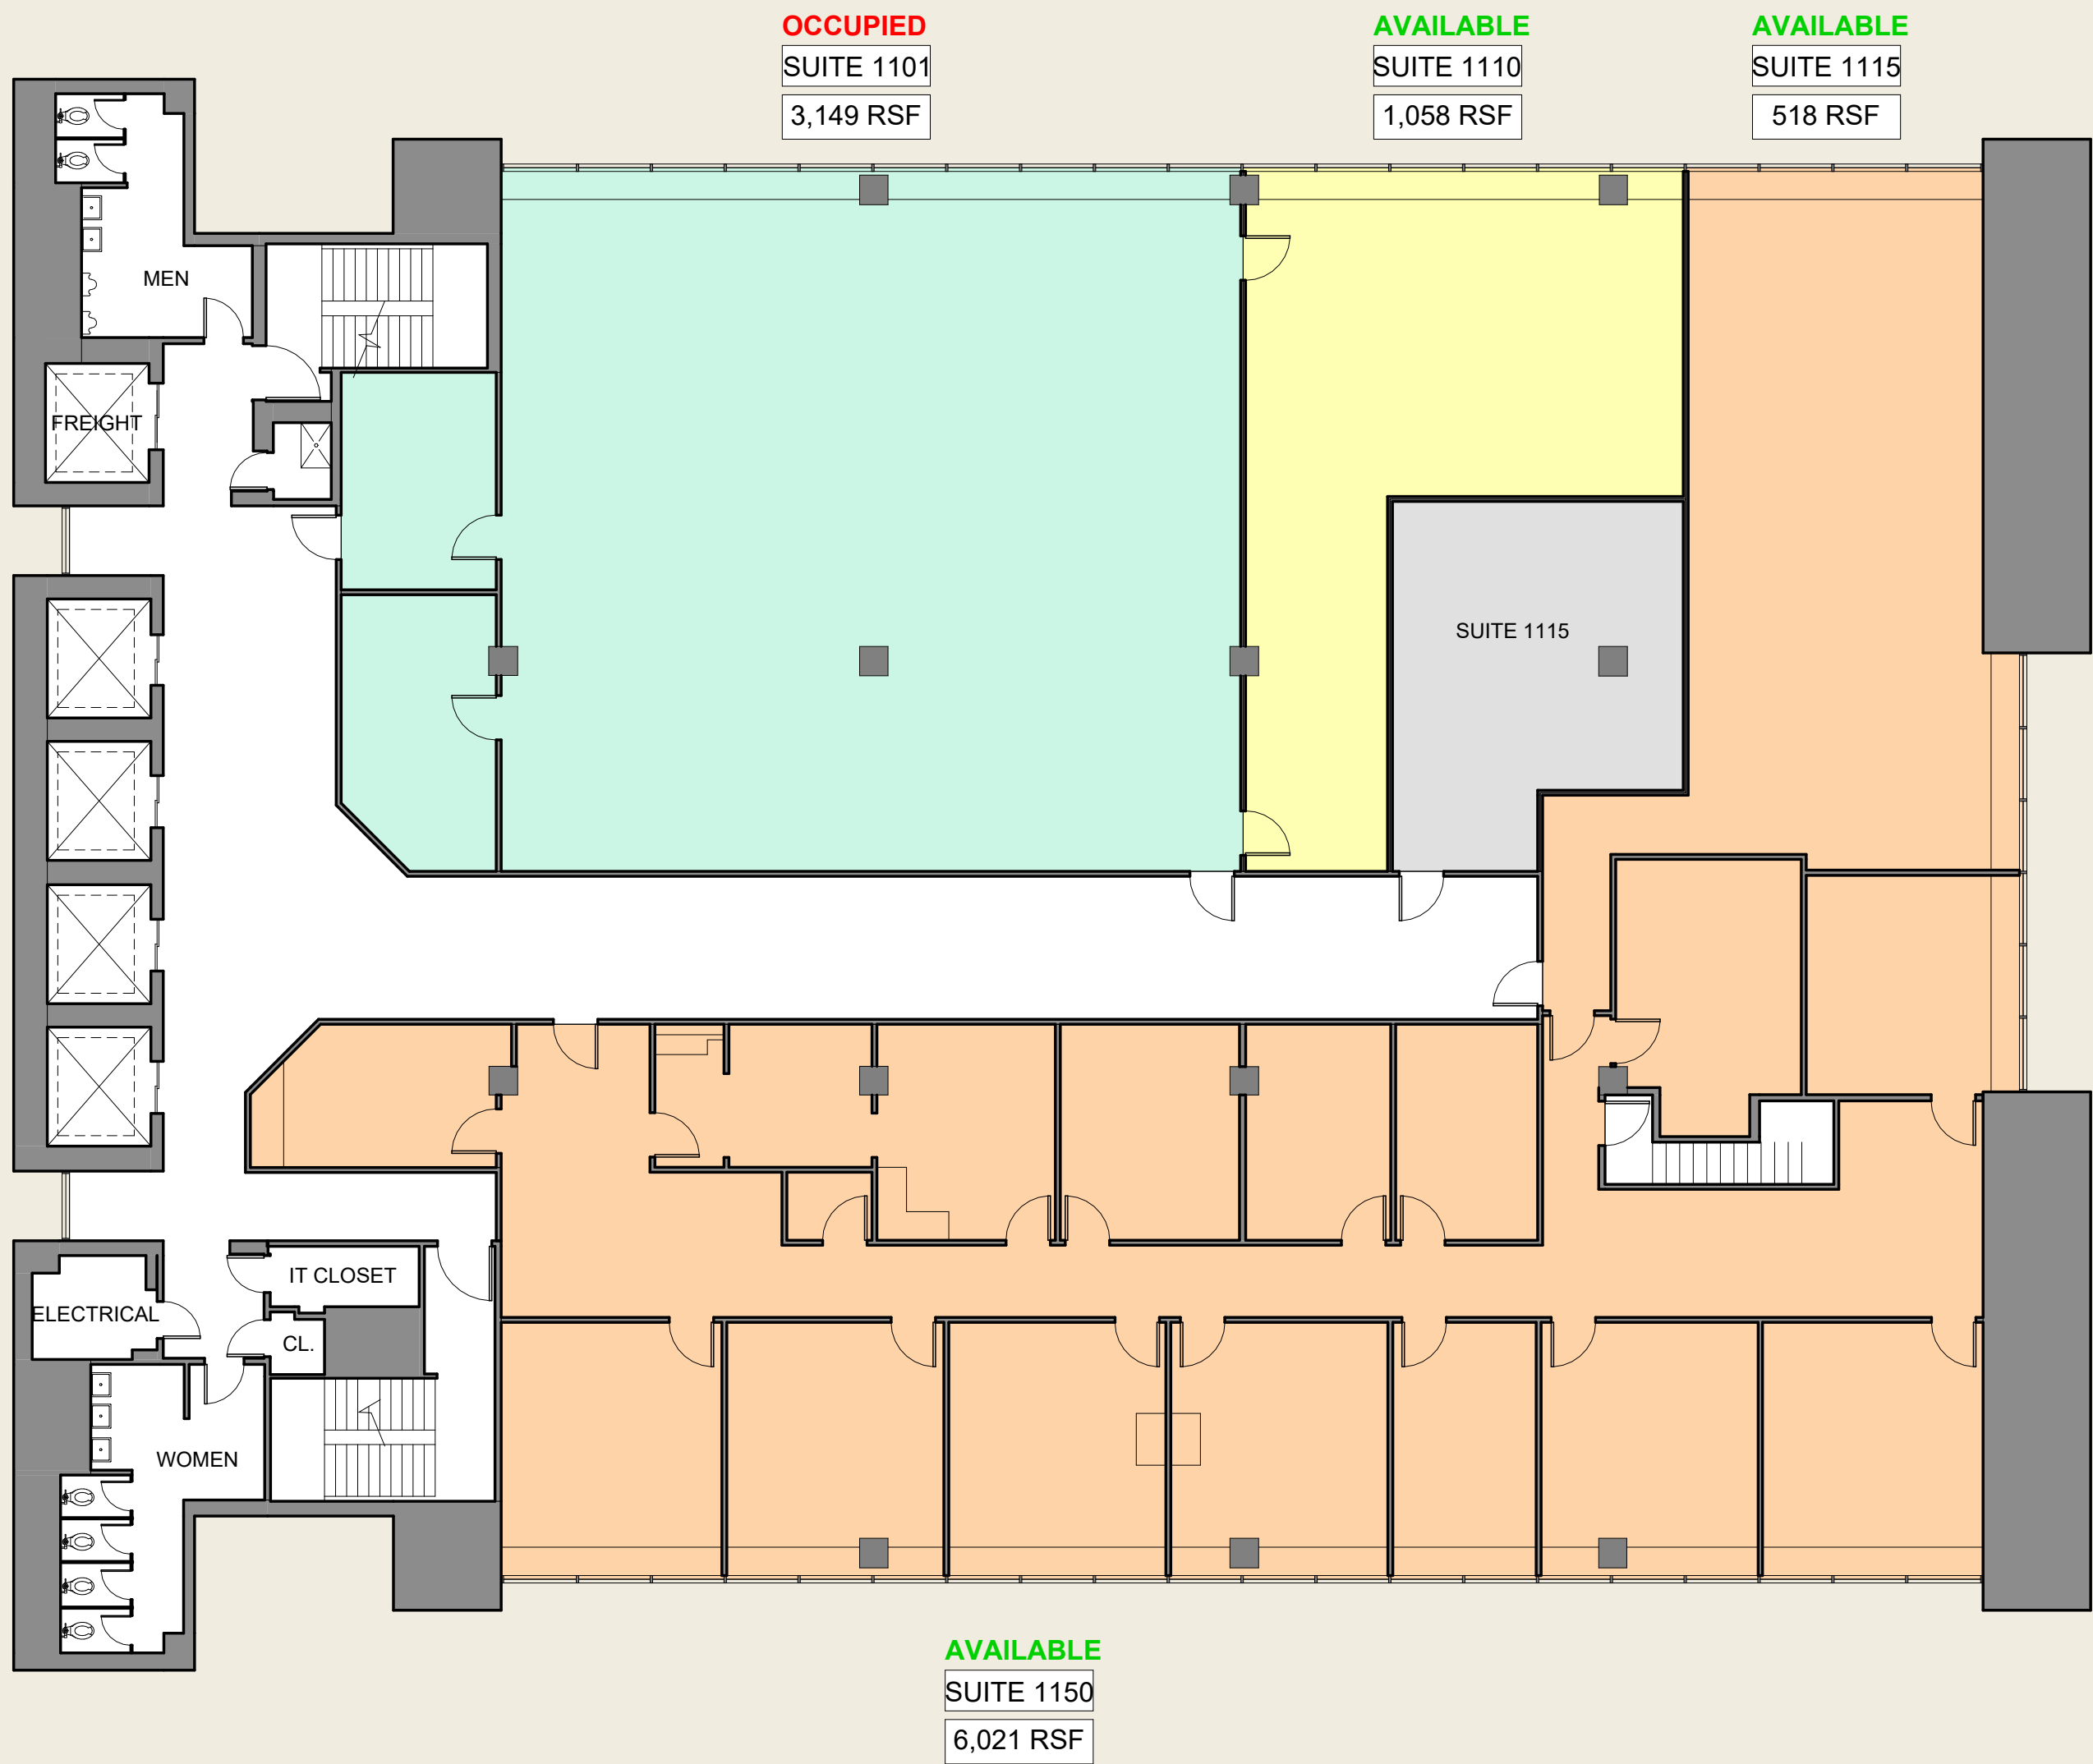 OCCUPIED
SUITE 1101
3,149 RSF
AVAILABLE
SUITE 1110
1,058 RSF
AVAILABLE
SUITE 1115
518 RSF
MEN
FREIGHT
SUITE 1115
IT CLOSET
ELECTRICAL
CL.
WOMEN
AVAILABLE
SUITE 1150
6,021 RSF